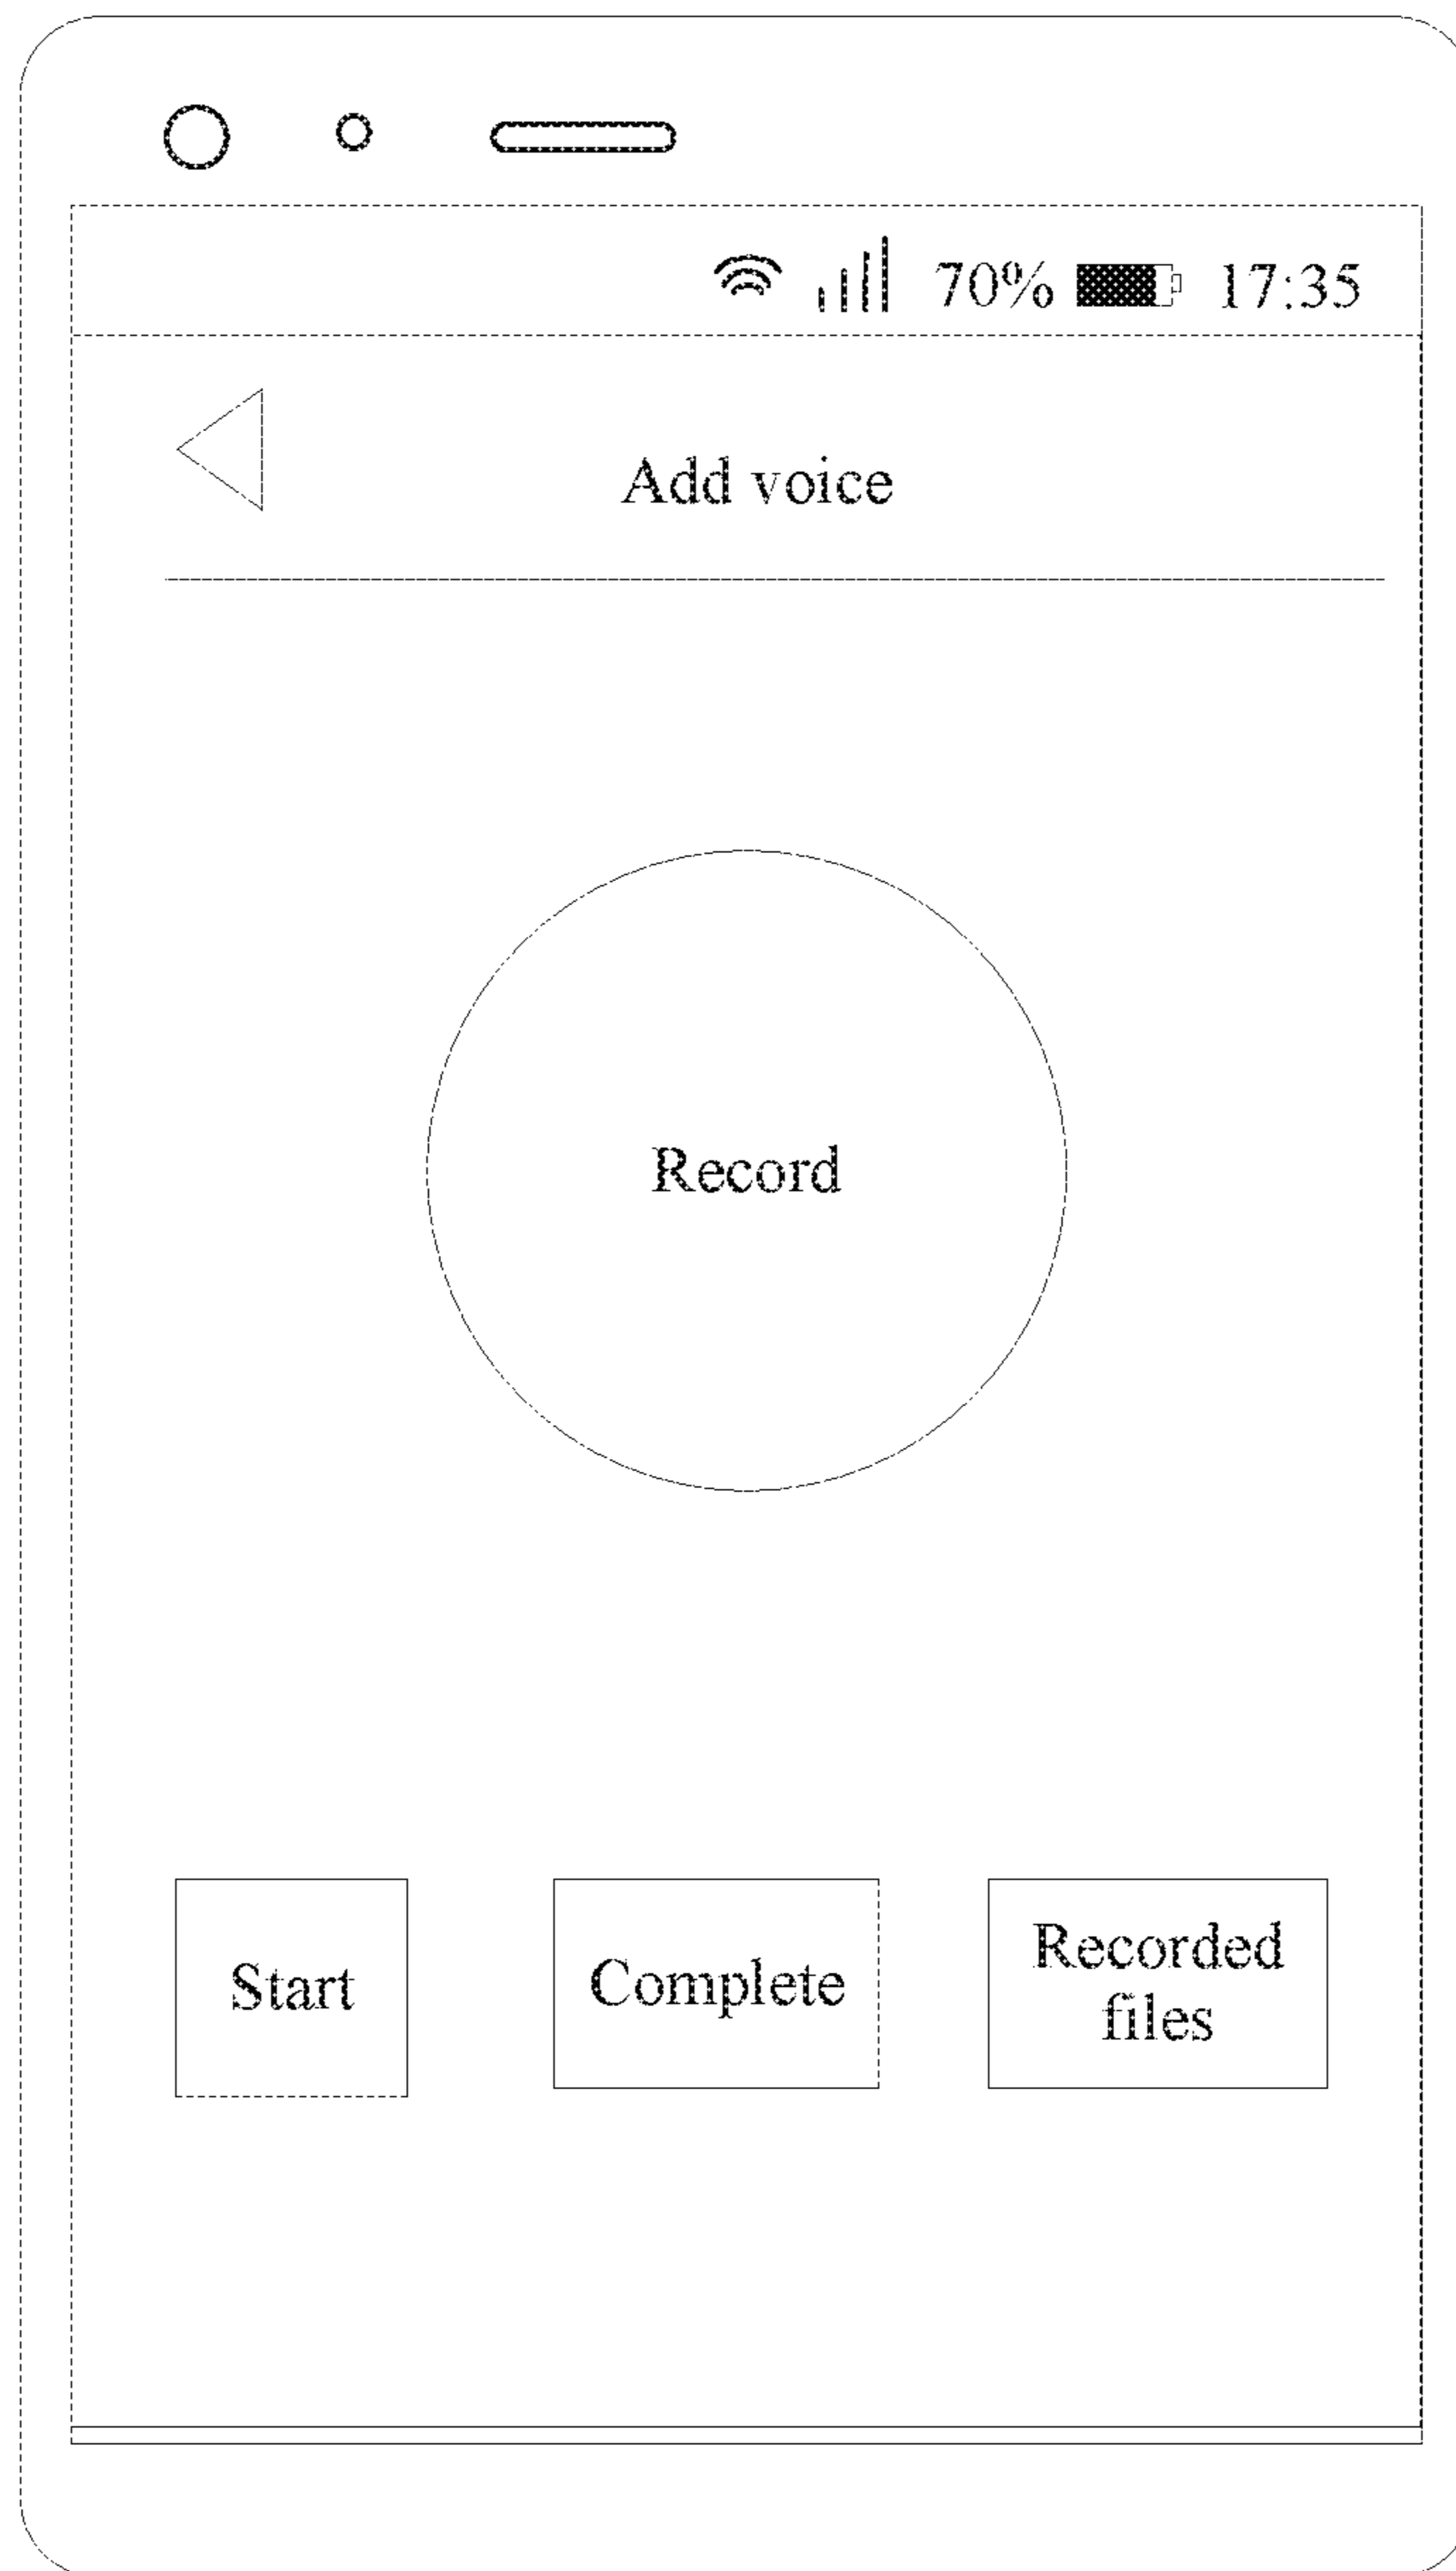 70% 17:35
Add voice
Record
Start
Complete
Recorded
files